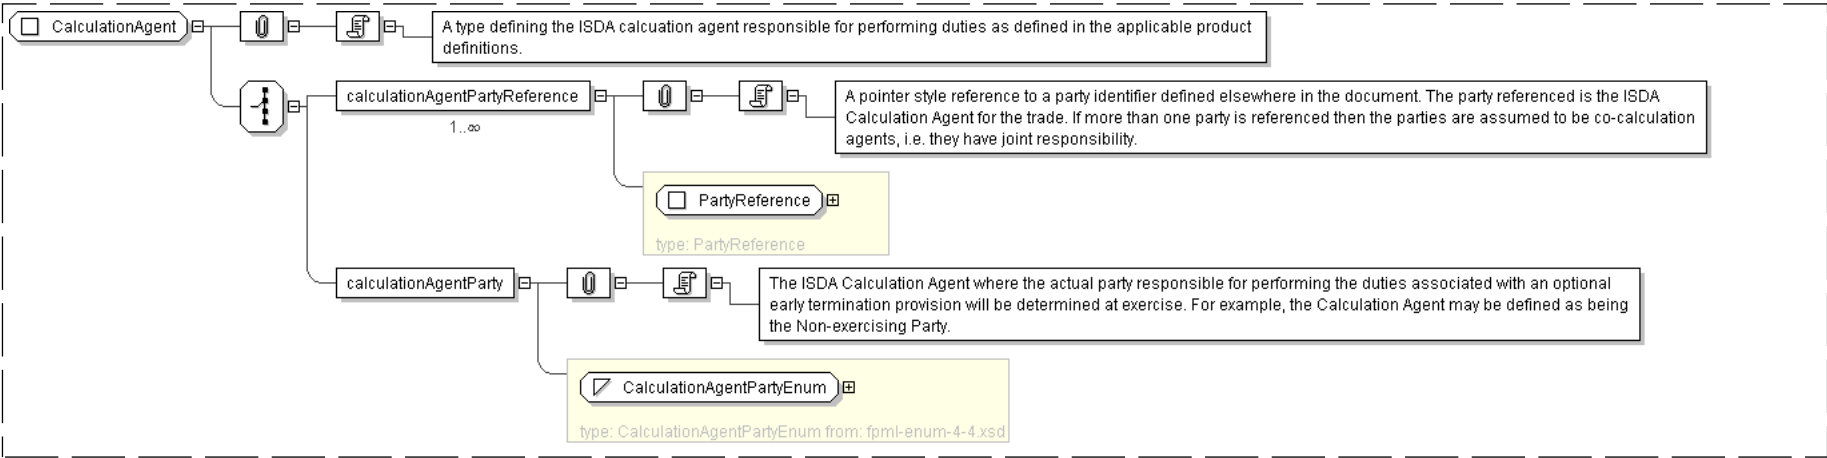 CalculationAgent
A type defining the ISDA calcuation agent responsible for performing duties as defined in the applicable product
definitions.
calculationAgentPartyReference
1..∞
A pointer style reference to a party identifier defined elsewhere in the document. The party referenced is the ISDA
Calculation Agent for the trade. If more than one party is referenced then the parties are assumed to be co-calculation
agents, i.e. they have joint responsibility.
PartyReference
type: PartyReference
calculationAgentParty
The ISDA Calculation Agent where the actual party responsible for performing the duties associated with an optional
early termination provision will be determined at exercise. For example, the Calculation Agent may be defined as being
the Non-exercising Party.
CalculationAgentPartyEnum
type: CalculationAgentPartyEnum from: fpml-enum-4-4.xsd